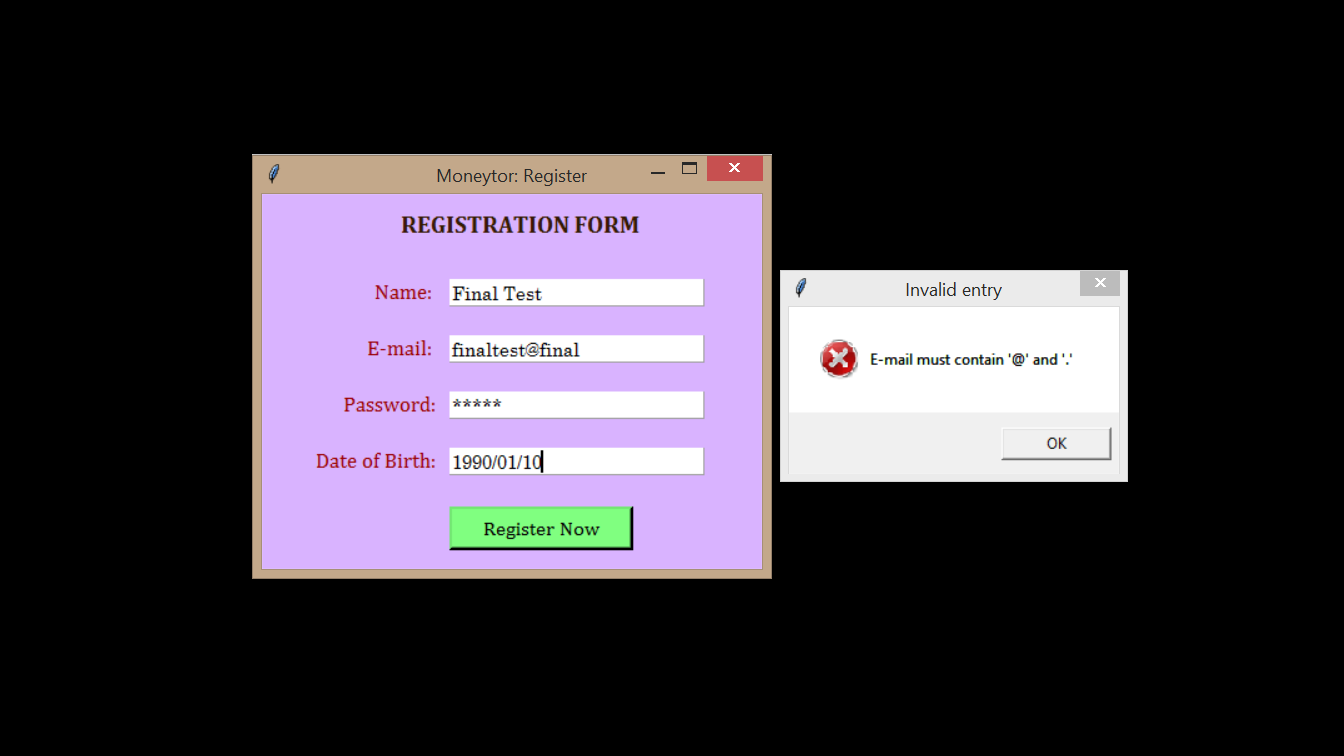 Moneytor: Register
REGISTRATION FORM
Name: Final Test
E-mail: finaltest@final
Password: *****
Date of Birth: 1990/01/10
Register Now
Invalid entry
E-mail must contain '@' and '.'
OK